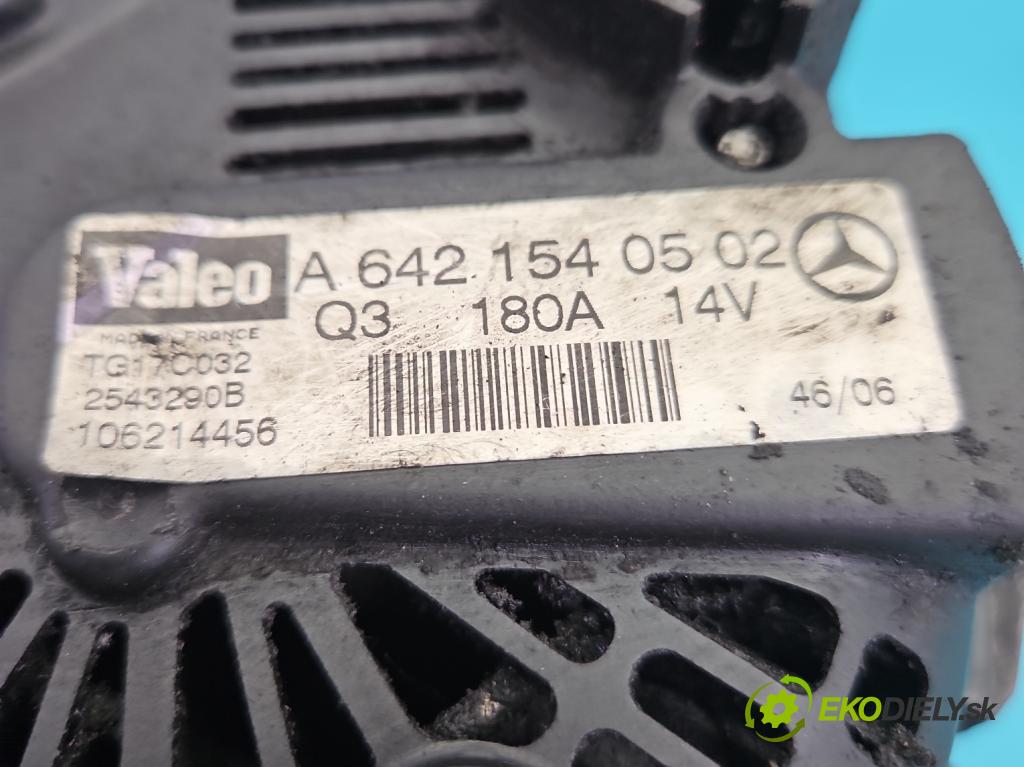 Valeo A 642 154 05 02
Q3 180A 14V
MADE IN FRANCE
TG17C032
2543290B
106214456
46/06
EKODIELY.sk